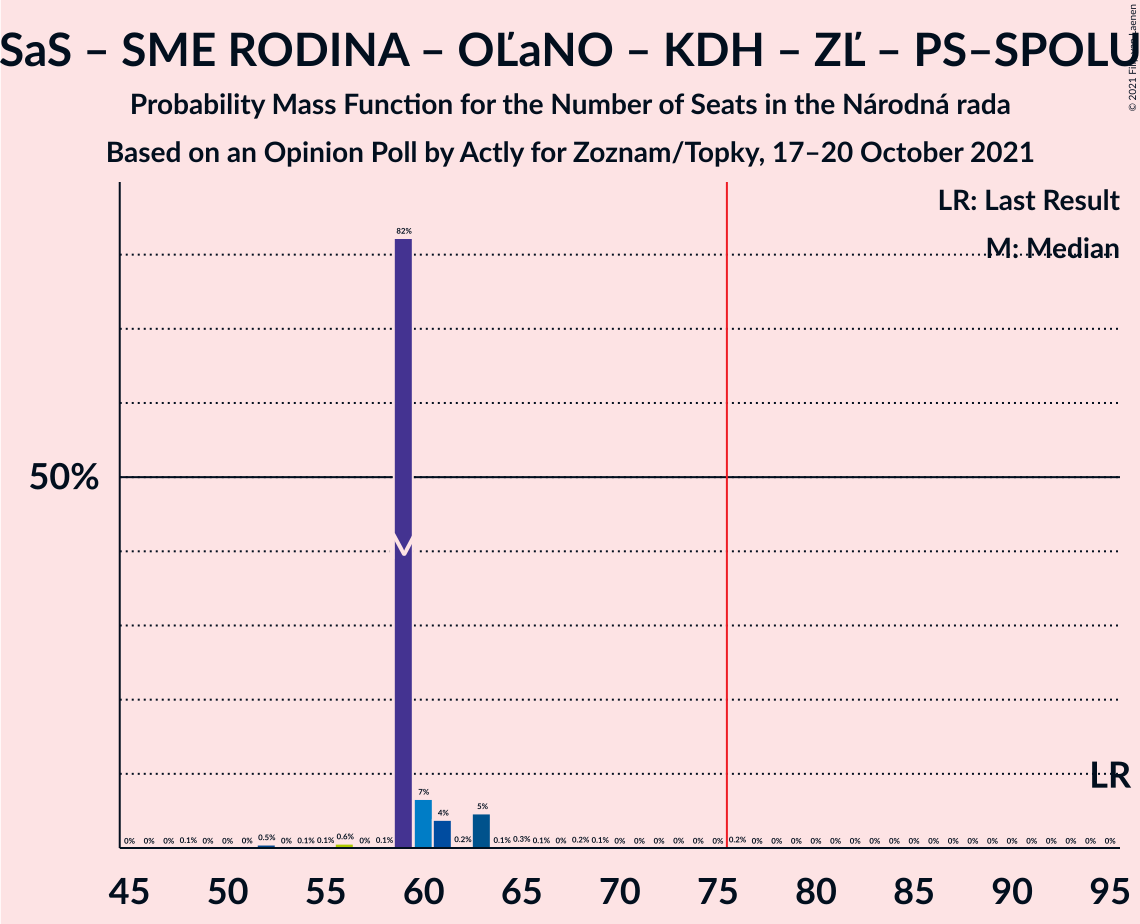 SaS – SME RODINA – OĽaNO – KDH – ZĽ – PS–SPOLU
Probability Mass Function for the Number of Seats in the Národná rada
Based on an Opinion Poll by Actly for Zoznam/Topky, 17–20 October 2021
LR: Last Result
M: Median
82%
50%
LR
0% 0% 0% 0.1% 0% 0% 0% 0.5% 0% 0.1% 0.1% 0.6% 0% 0.1% 7% 4% 0.2% 5% 0.1% 0.3% 0.1% 0% 0.2% 0.1% 0% 0% 0% 0% 0% 0% 0.2% 0% 0% 0% 0% 0% 0% 0% 0% 0% 0% 0% 0% 0% 0% 0% 0% 0% 0% 0%
45 50 55 60 65 70 75 80 85 90 95
© 2021